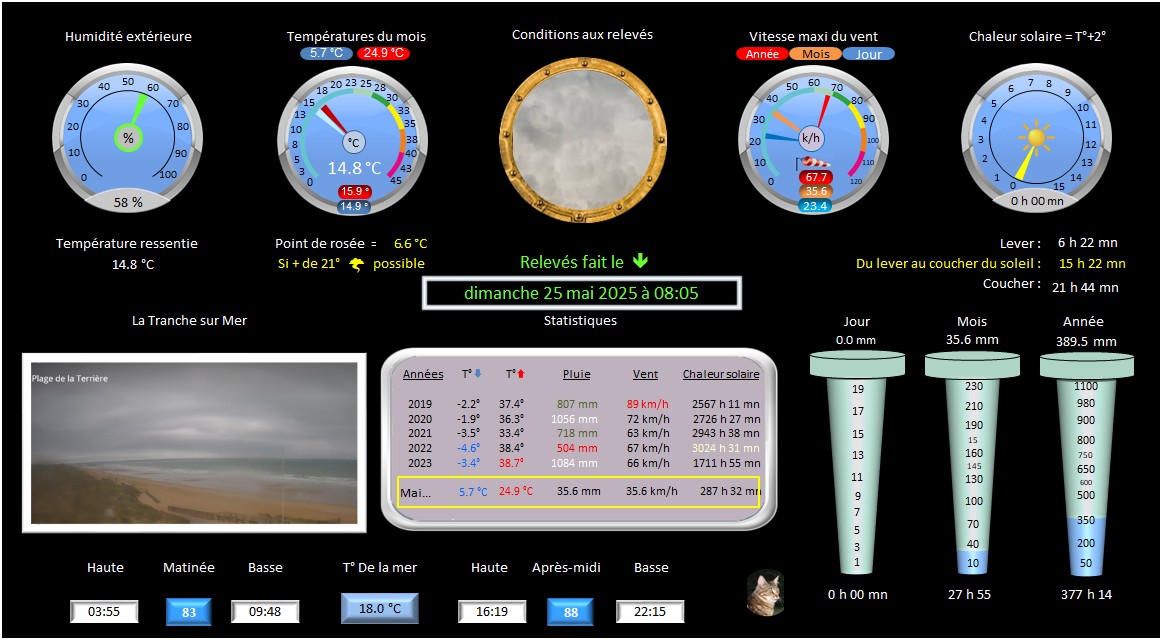 Humidité extérieure
Températures du mois
Conditions aux relevés
Vitesse maxi du vent
Chaleur solaire = T°+2°
5.7 °C 24.9 °C
Année Mois Jour
0 10 20 30 40 50 60 70 80 90 100
%
58 %
0 3 5 8 10 13 15 18 20 23 25 28 30 33 35 38 40 43 45
°C
14.8 °C
15.9 °
14.9 °
0 10 20 30 40 50 60 70 80 90 100 110 120
k/h
67.7
35.6
23.4
0 1 2 3 4 5 6 7 8 9 10 11 12 13 14 15
0 h 00 mn
Température ressentie
14.8 °C
Point de rosée = 6.6 °C
Si + de 21° possible
Relevés fait le
dimanche 25 mai 2025 à 08:05
Lever : 6 h 22 mn
Du lever au coucher du soleil : 15 h 22 mn
Coucher : 21 h 44 mn
La Tranche sur Mer
Plage de la Terrière
Statistiques
Années T° T° Pluie Vent Chaleur solaire
2019 -2.2° 37.4° 807 mm 89 km/h 2567 h 11 mn
2020 -1.9° 36.3° 1056 mm 72 km/h 2726 h 27 mn
2021 -3.5° 33.4° 718 mm 63 km/h 2943 h 38 mn
2022 -4.6° 38.4° 504 mm 67 km/h 3024 h 31 mn
2023 -3.4° 38.7° 1084 mm 66 km/h 1711 h 55 mn
Mai... 5.7 °C 24.9 °C 35.6 mm 35.6 km/h 287 h 32 mn
Jour
0.0 mm
19
17
15
13
11
9
7
5
3
1
0 h 00 mn
Mois
35.6 mm
230
210
190
15
160
145
130
100
70
40
10
27 h 55
Année
389.5 mm
1100
980
900
800
750
650
600
500
350
200
50
377 h 14
Haute Matinée Basse
03:55 83 09:48
T° De la mer
18.0 °C
Haute Après-midi Basse
16:19 88 22:15